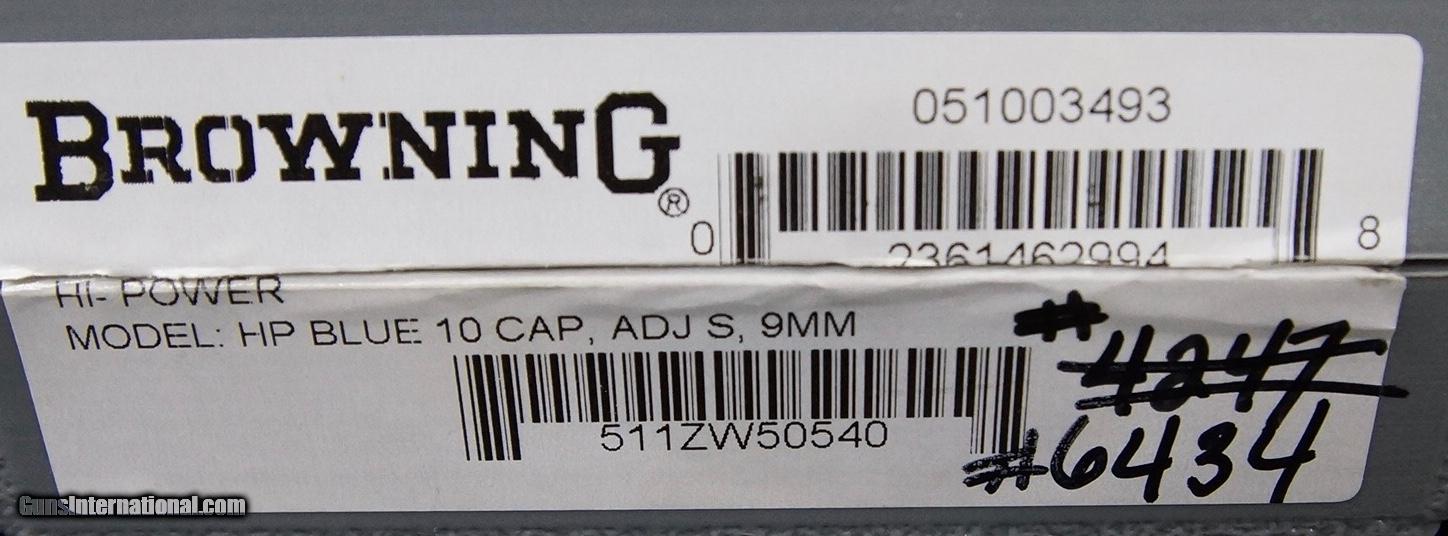 BROWNING®
051003493
0 2361462994 8
HI- POWER
MODEL: HP BLUE 10 CAP, ADJ S, 9MM
511ZW50540
#4247
#6434
GunsInternational.com